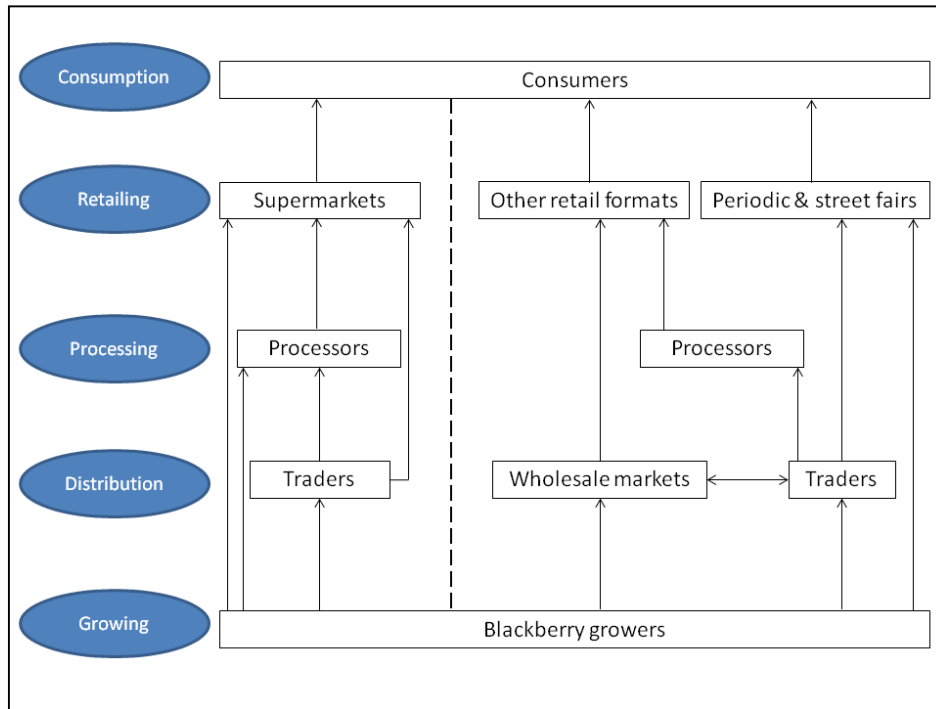 Consumption
Consumers
Retailing
Supermarkets
Other retail formats
Periodic & street fairs
Processing
Processors
Processors
Distribution
Traders
Wholesale markets
Traders
Growing
Blackberry growers